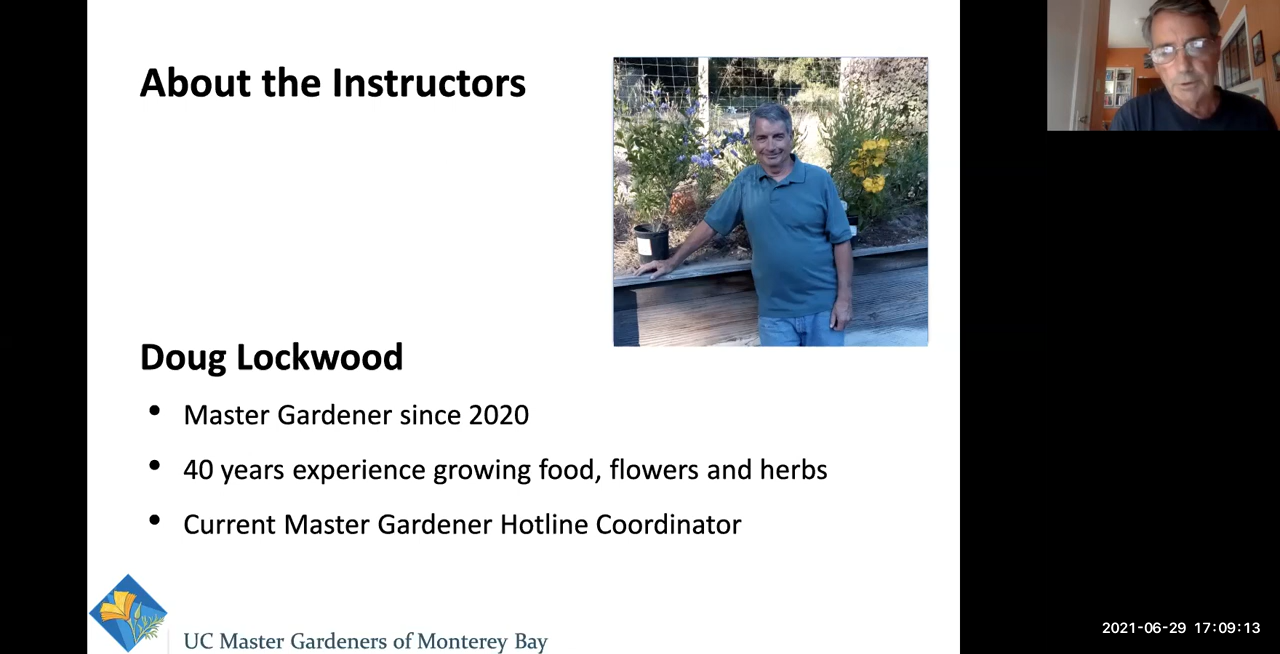 About the Instructors
Doug Lockwood
• Master Gardener since 2020
• 40 years experience growing food, flowers and herbs
• Current Master Gardener Hotline Coordinator
UC Master Gardeners of Monterey Bay
2021-06-29 17:09:13